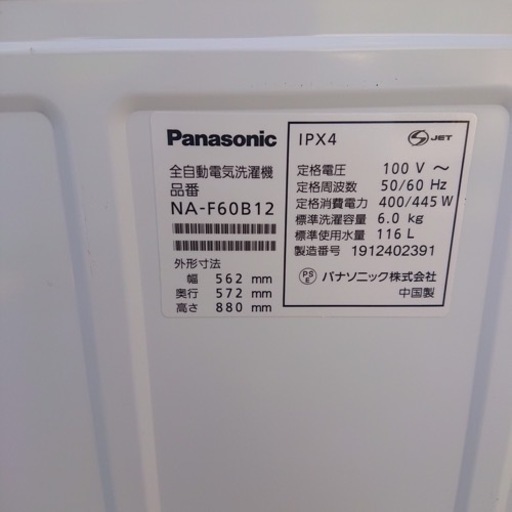 Panasonic
全自動電気洗濯機
品番
NA-F60B12
外形寸法
幅 562 mm
奥行 572 mm
高さ 880 mm
IPX4
S JET
定格電圧 100 V ～
定格周波数 50/60 Hz
定格消費電力 400/445 W
標準洗濯容量 6.0 kg
標準使用水量 116 L
製造番号 1912402391
PS E パナソニック株式会社
中国製